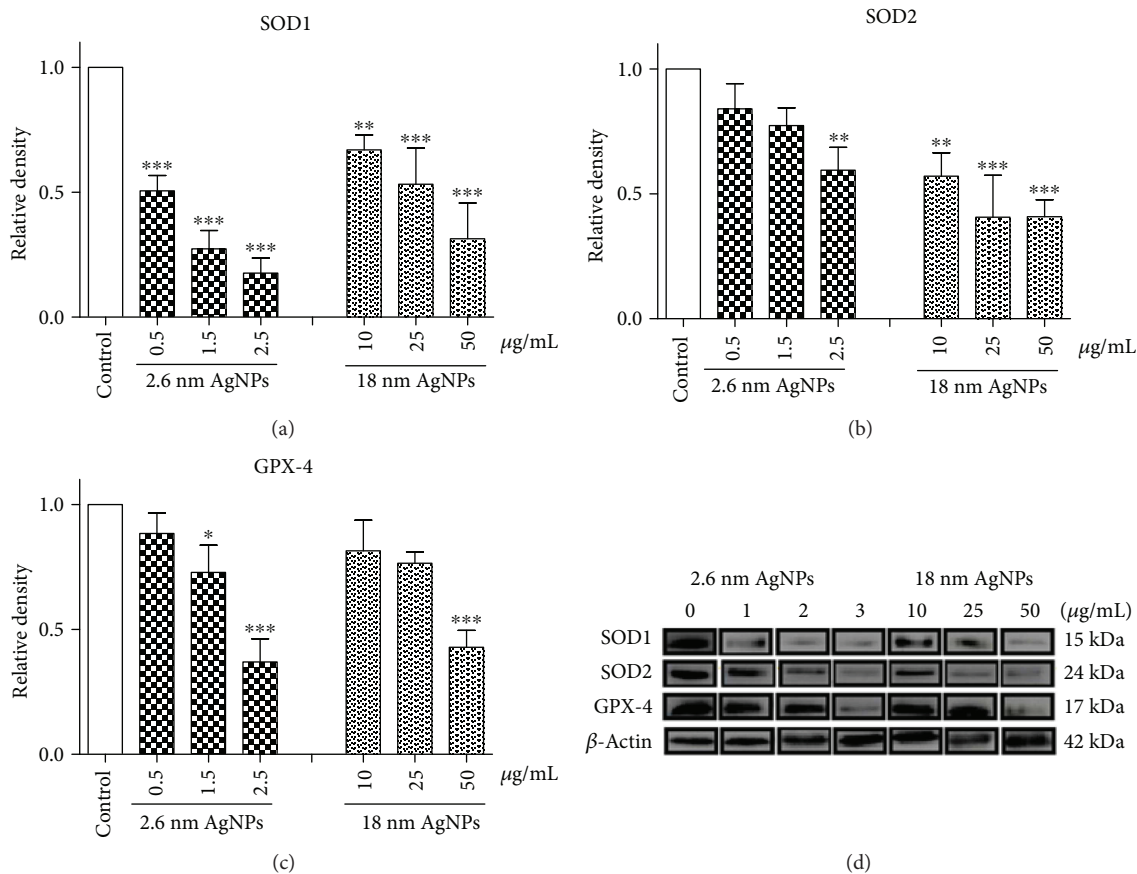 SOD1
Relative density
1.0
0.5
0.0
*** *** *** ** *** ***
Control 0.5 1.5 2.5 10 25 50 μg/mL
2.6 nm AgNPs 18 nm AgNPs
(a)
SOD2
Relative density
1.0
0.5
0.0
** ** *** ***
Control 0.5 1.5 2.5 10 25 50 μg/mL
2.6 nm AgNPs 18 nm AgNPs
(b)
GPX-4
Relative density
1.0
0.5
0.0
* *** ***
Control 0.5 1.5 2.5 10 25 50 μg/mL
2.6 nm AgNPs 18 nm AgNPs
(c)
2.6 nm AgNPs 18 nm AgNPs
0 1 2 3 10 25 50 (μg/mL)
SOD1 15 kDa
SOD2 24 kDa
GPX-4 17 kDa
β-Actin 42 kDa
(d)